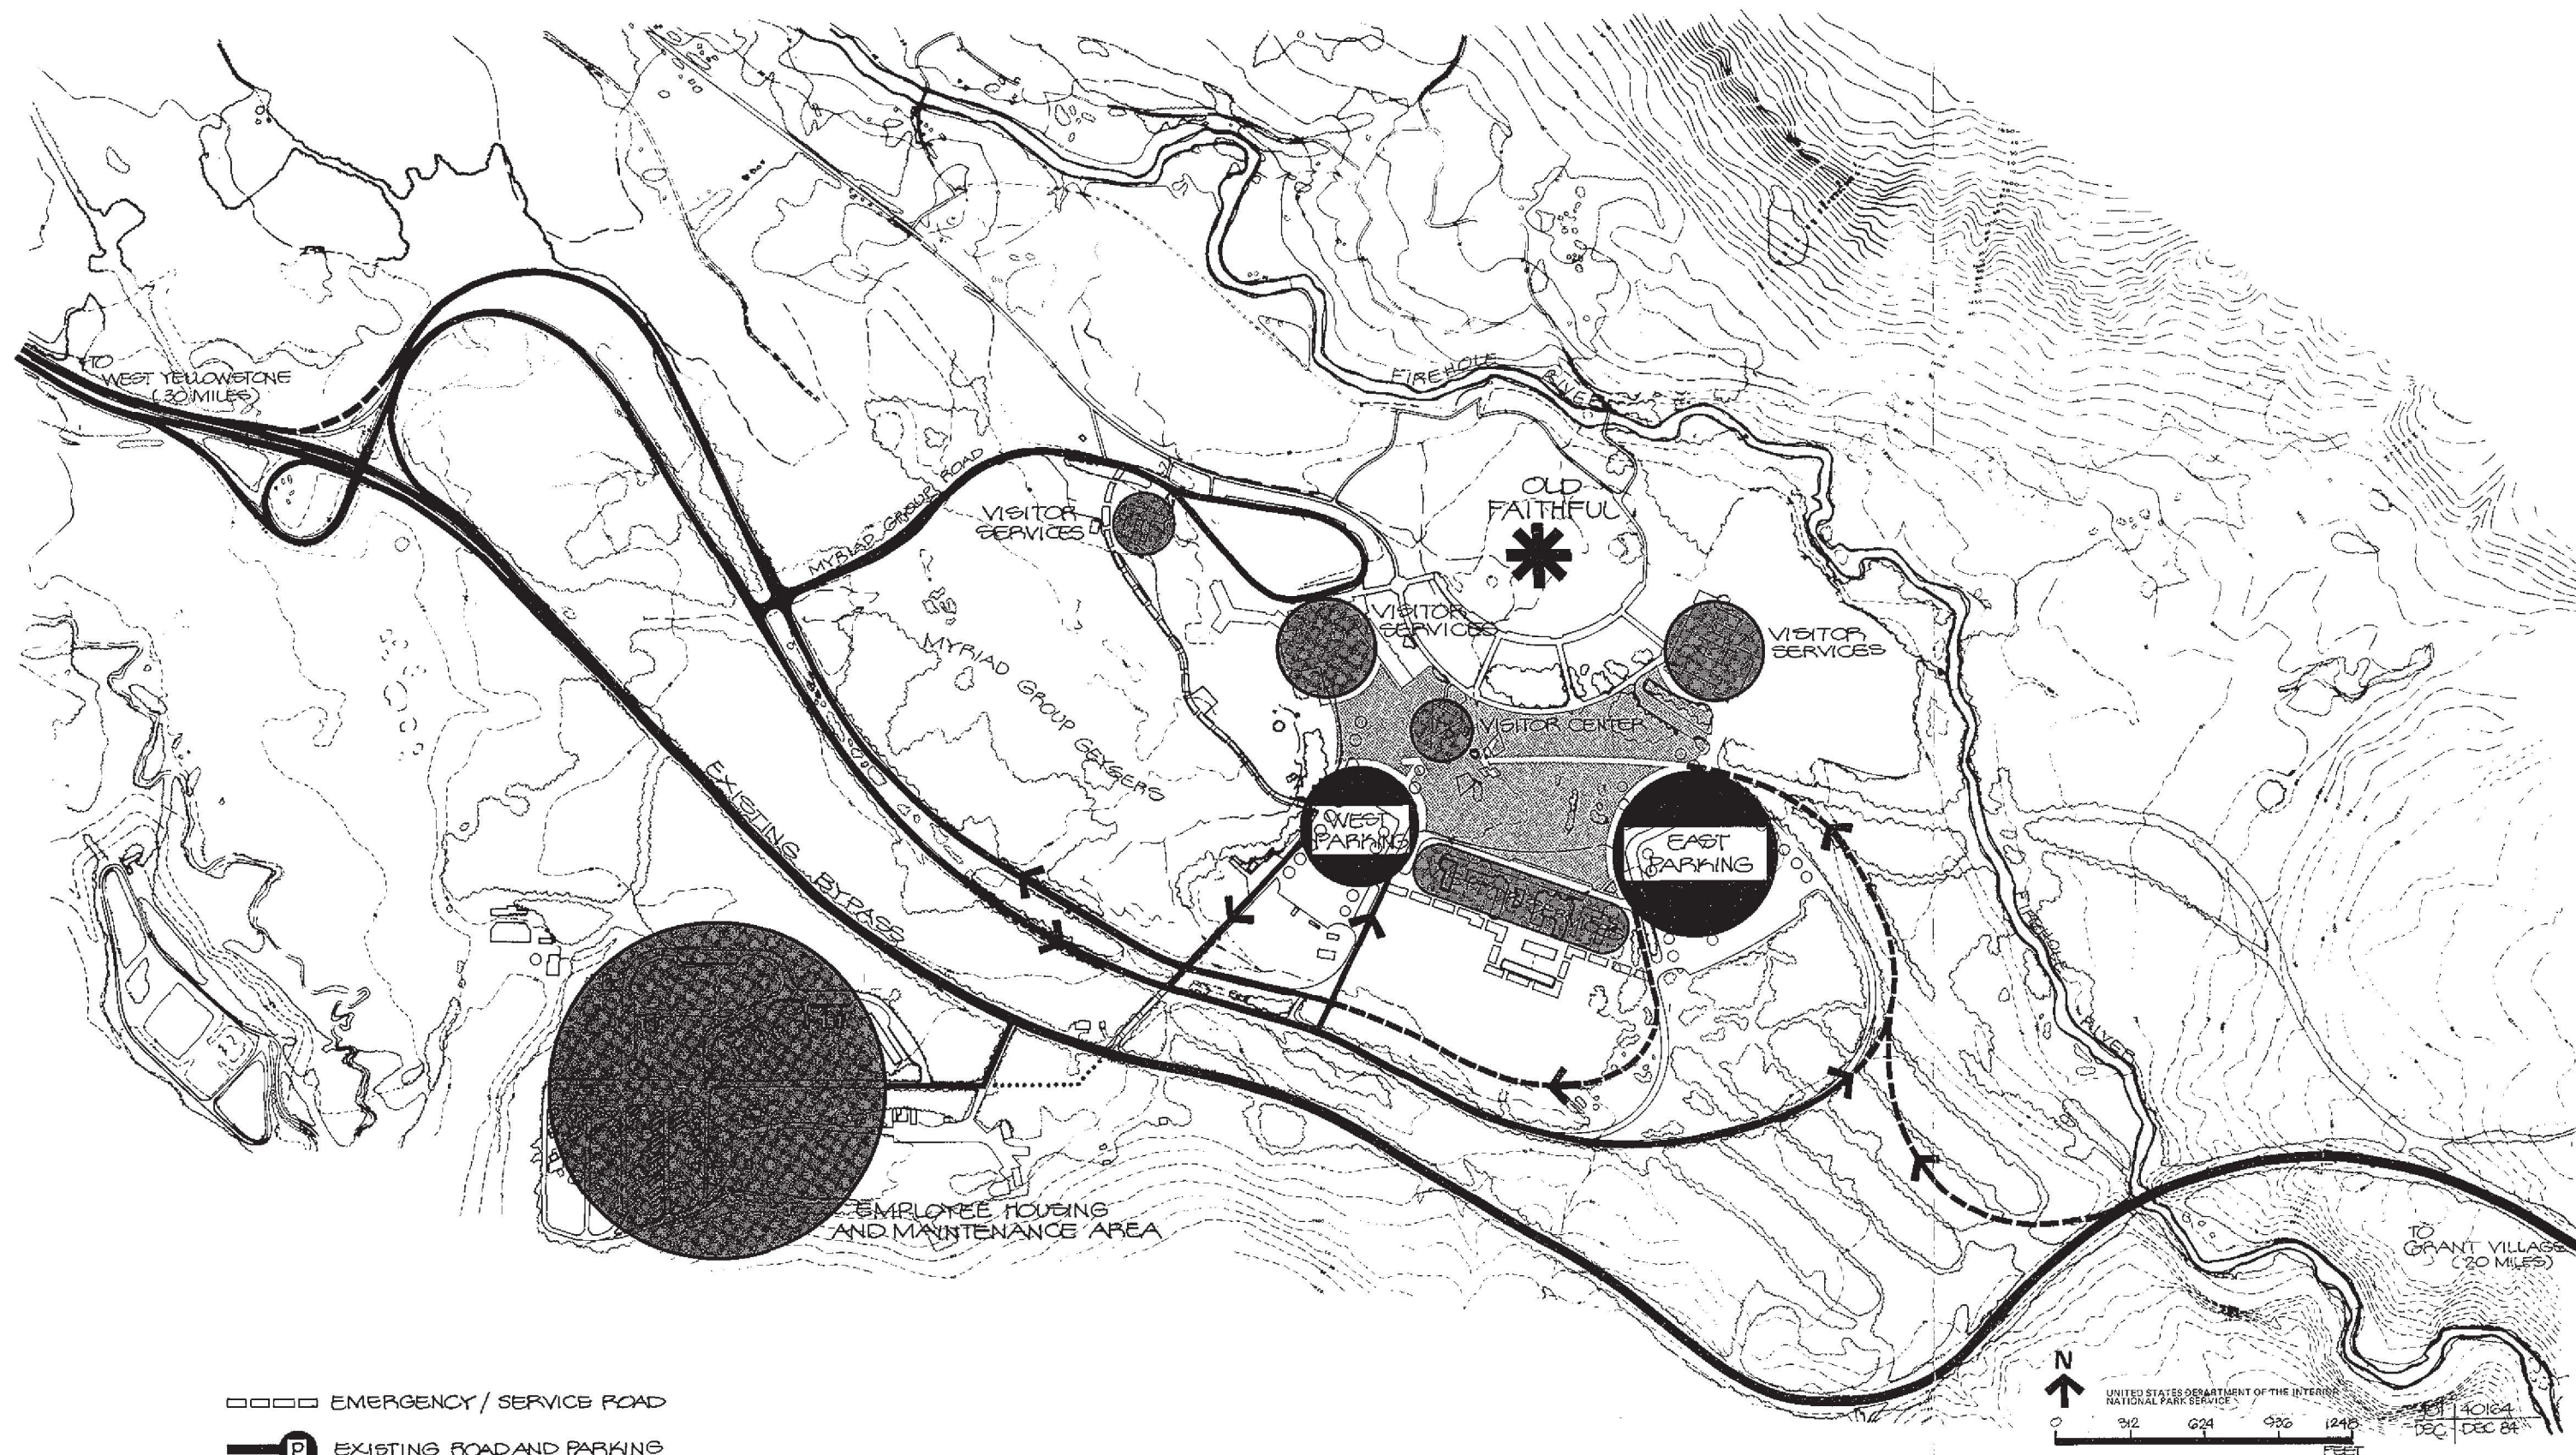 TO
WEST YELLOWSTONE
(30 MILES)
FIREHOLE
RIVER
OLD
FAITHFUL
MYRIAD GROUP ROAD
VISITOR
SERVICES
VISITOR
SERVICES
VISITOR
SERVICES
MYRIAD GROUP GEYSERS
VISITOR CENTER
EXISTING BYPASS
WEST
PARKING
EAST
PARKING
FIREHOLE RIVER
EMPLOYEE HOUSING
AND MAINTENANCE AREA
TO
GRANT VILLAGE
(20 MILES)
N
UNITED STATES DEPARTMENT OF THE INTERIOR
NATIONAL PARK SERVICE
0 312 624 936 1248
FEET
40164
DSC DEC 84
EMERGENCY / SERVICE ROAD
P EXISTING ROAD AND PARKING